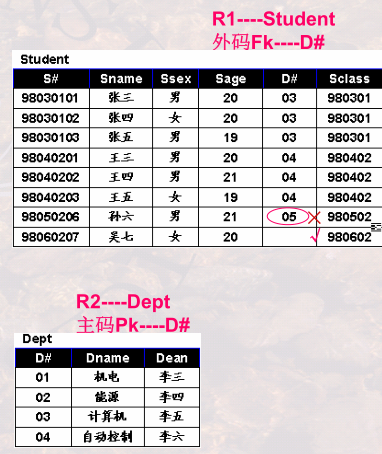 R1----Student
外码Fk----D#
Student
S# Sname Ssex Sage D# Sclass
98030101 张三 男 20 03 980301
98030102 张四 女 20 03 980301
98030103 张五 男 19 03 980301
98040201 王三 男 20 04 980402
98040202 王四 男 21 04 980402
98040203 王五 女 19 04 980402
98050206 孙六 男 21 05 980502
98060207 吴七 女 20 980602
R2----Dept
主码Pk----D#
Dept
D# Dname Dean
01 机电 李三
02 能源 李四
03 计算机 李五
04 自动控制 李六